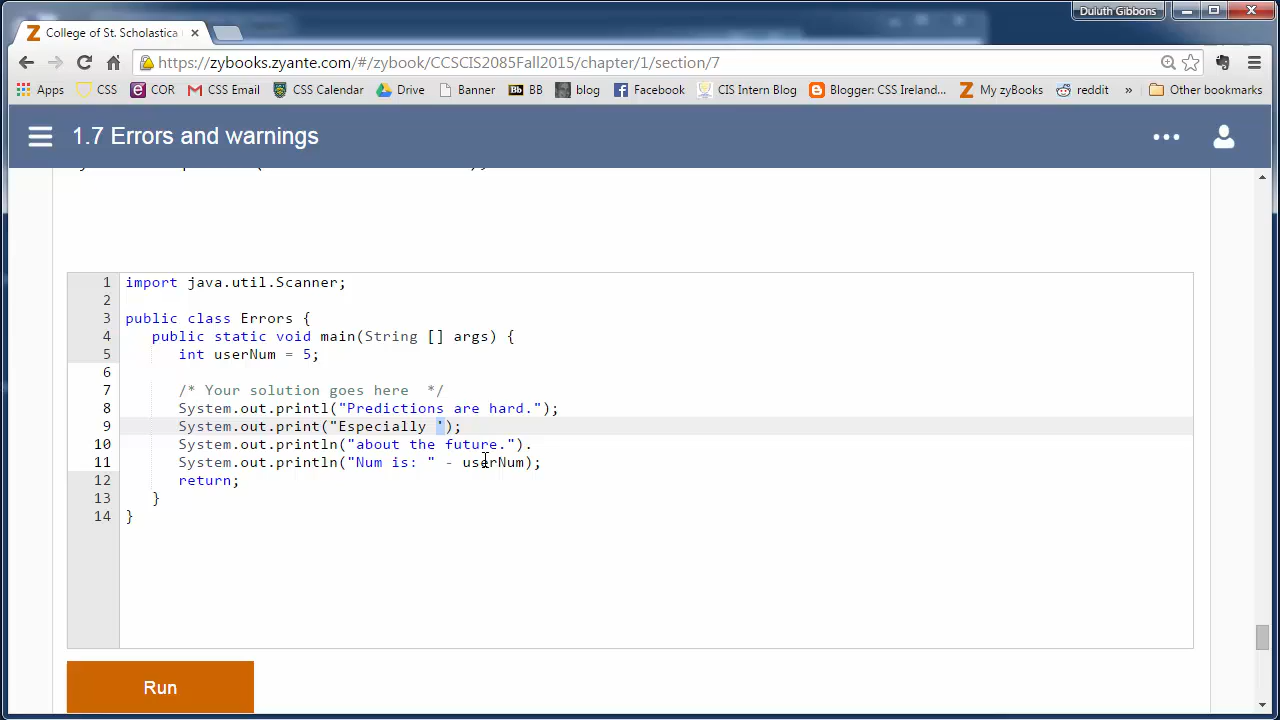 Duluth Gibbons
College of St. Scholastica
https://zybooks.zyante.com/#/zybook/CCSCIS2085Fall2015/chapter/1/section/7
Apps CSS COR CSS Email CSS Calendar Drive Banner Bb BB blog Facebook CIS Intern Blog Blogger: CSS Ireland... My zyBooks reddit » Other bookmarks
1.7 Errors and warnings
1 import java.util.Scanner;
2
3 public class Errors {
4 public static void main(String [] args) {
5 int userNum = 5;
6
7 /* Your solution goes here */
8 System.out.printl("Predictions are hard.");
9 System.out.print("Especially ');
10 System.out.println("about the future.").
11 System.out.println("Num is: " - userNum);
12 return;
13 }
14 }
Run